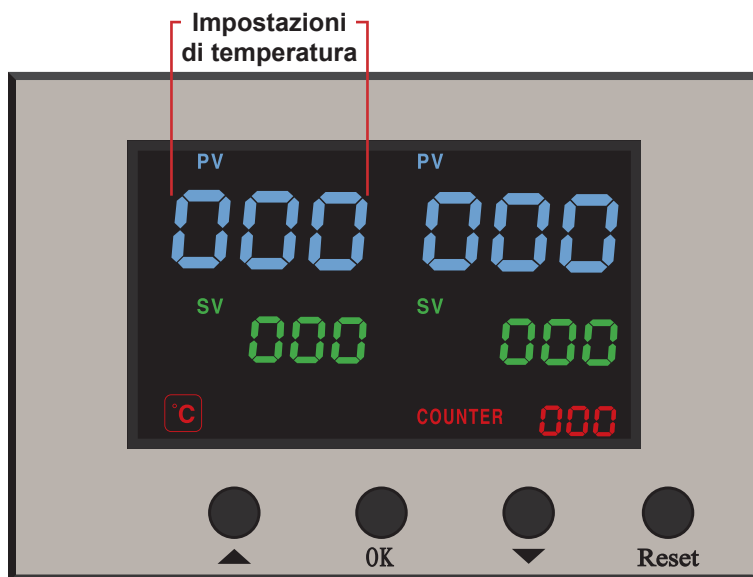 Impostazioni
di temperatura
PV PV
000 000
SV SV
000 000
°C COUNTER 000
▲ OK ▼ Reset